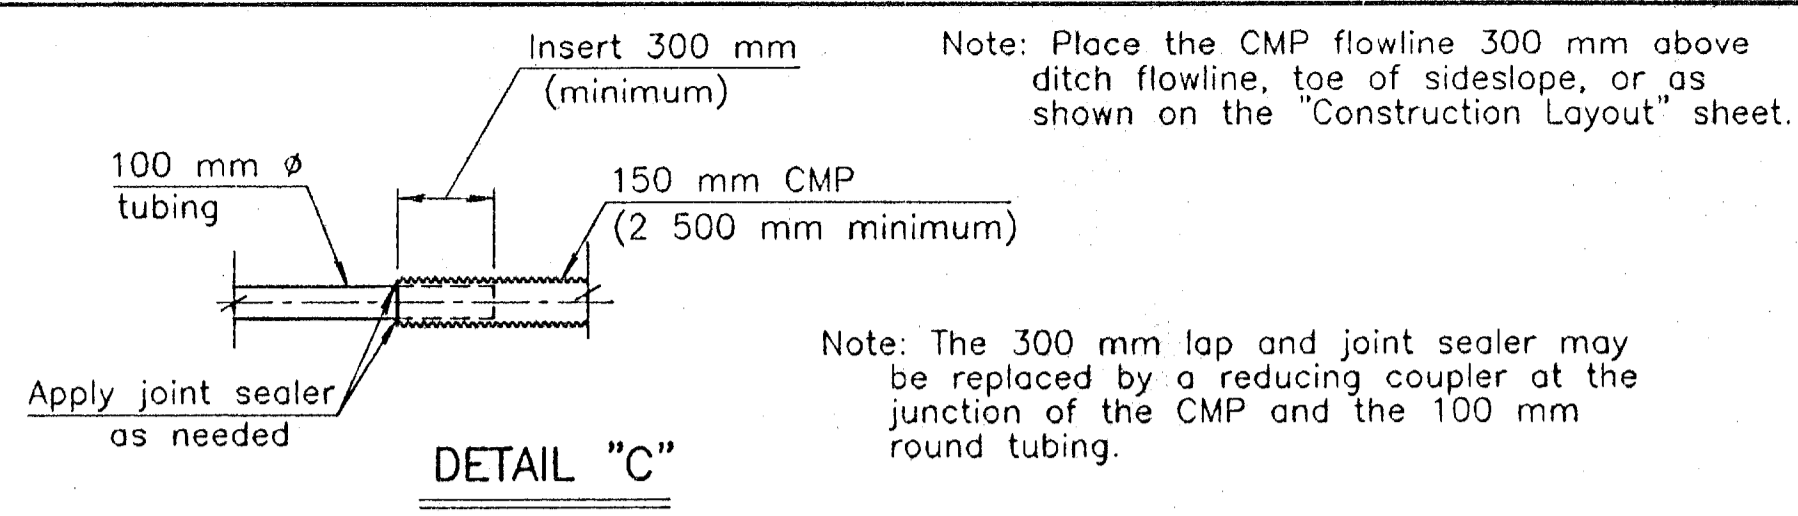 Insert 300 mm
(minimum)
Note: Place the CMP flowline 300 mm above
ditch flowline, toe of sideslope, or as
shown on the "Construction Layout" sheet.
100 mm ø
tubing
150 mm CMP
(2 500 mm minimum)
Apply joint sealer
as needed
Note: The 300 mm lap and joint sealer may
be replaced by a reducing coupler at the
junction of the CMP and the 100 mm
round tubing.
DETAIL "C"